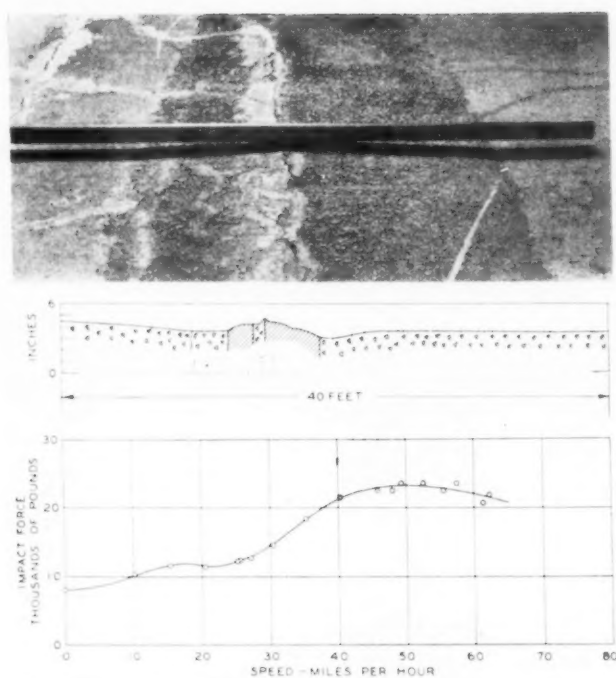 6
INCHES
0
40 FEET
30
20
10
0
IMPACT FORCE
THOUSANDS OF POUNDS
0 10 20 30 40 50 60 70 80
SPEED - MILES PER HOUR